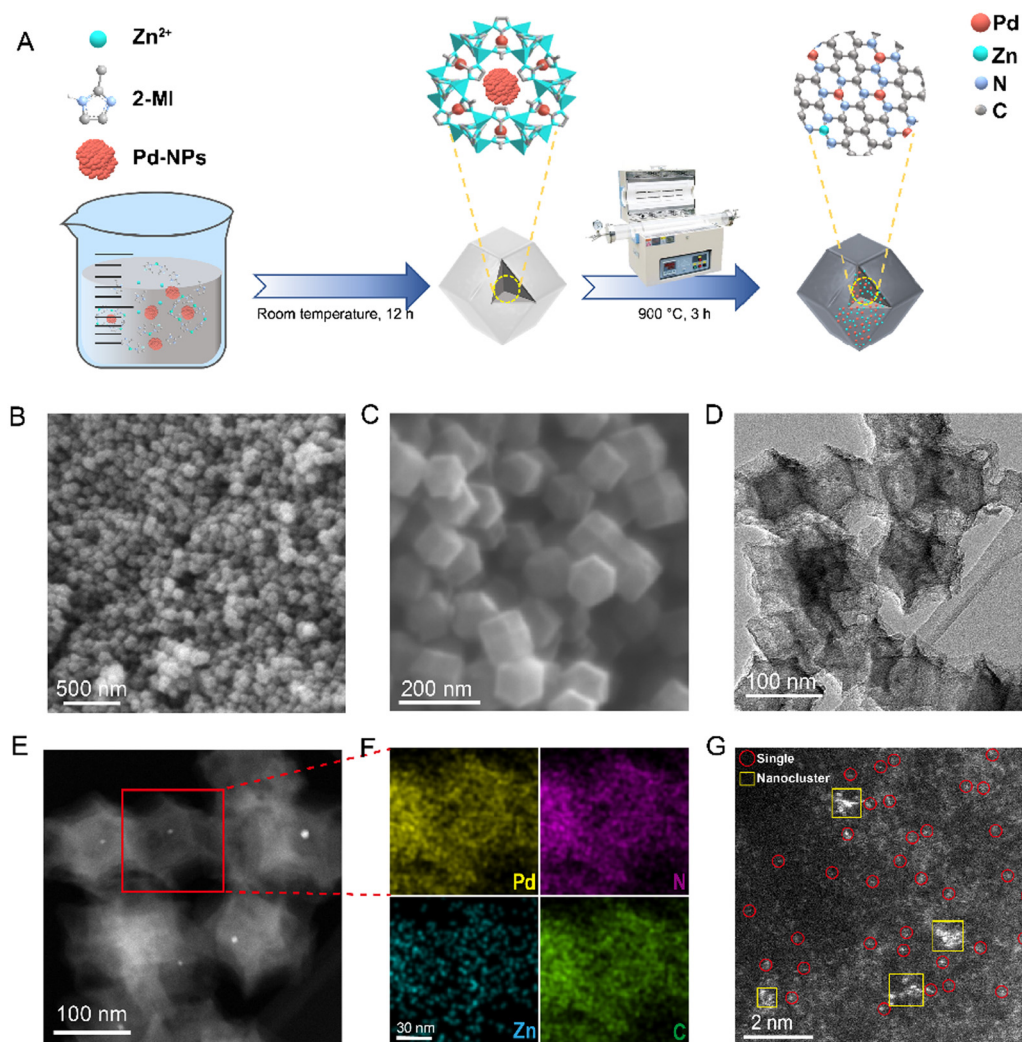 A
Zn²⁺
2-MI
Pd-NPs
Room temperature, 12 h
900 °C, 3 h
Pd
Zn
N
C
B
500 nm
C
200 nm
D
100 nm
E
100 nm
F
Pd
N
Zn
30 nm
C
G
Single
Nanocluster
2 nm